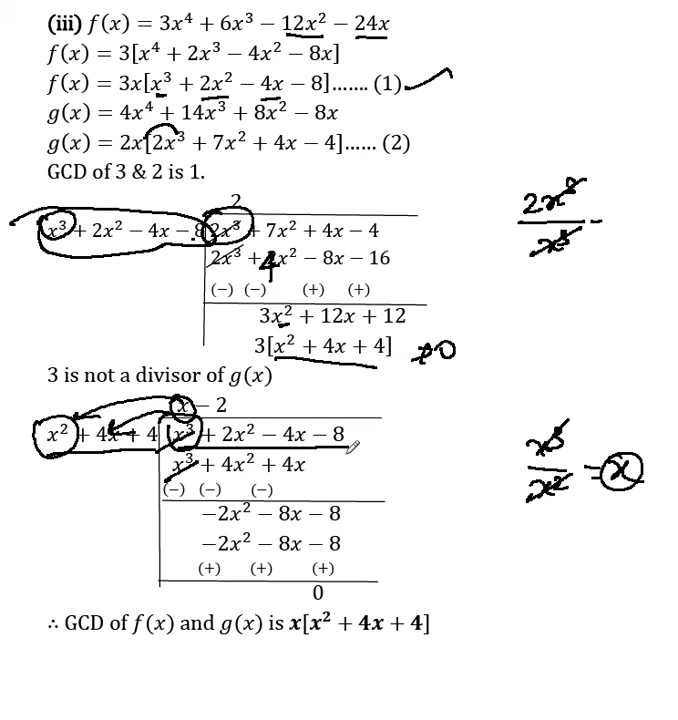 (iii) f(x) = 3x⁴ + 6x³ − 12x² − 24x
f(x) = 3[x⁴ + 2x³ − 4x² − 8x]
f(x) = 3x[x³ + 2x² − 4x − 8]....... (1)
g(x) = 4x⁴ + 14x³ + 8x² − 8x
g(x) = 2x[2x³ + 7x² + 4x − 4]...... (2)
GCD of 3 & 2 is 1.
2
x³ + 2x² − 4x − 8 2x³ + 7x² + 4x − 4
2x³ + 4x² − 8x − 16
(−) (−) (+) (+)
3x² + 12x + 12
3[x² + 4x + 4] ≠0
2x³
x³ =
3 is not a divisor of g(x)
x − 2
x² + 4x + 4 x³ + 2x² − 4x − 8
x³ + 4x² + 4x
(−) (−) (−)
−2x² − 8x − 8
−2x² − 8x − 8
(+) (+) (+)
0
x³
x² = x
∴ GCD of f(x) and g(x) is x[x² + 4x + 4]